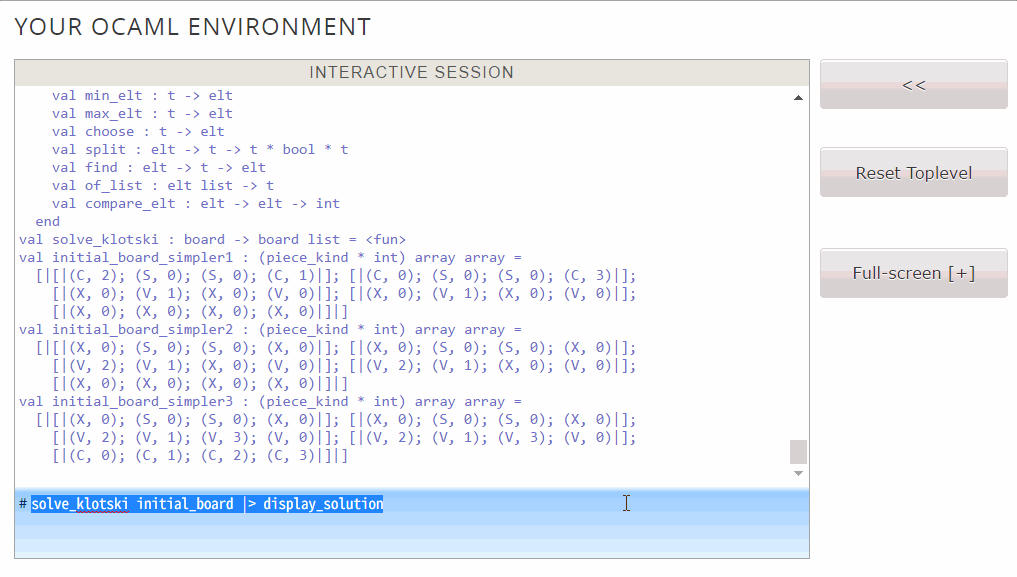 YOUR OCAML ENVIRONMENT
INTERACTIVE SESSION
val min_elt : t -> elt
val max_elt : t -> elt
val choose : t -> elt
val split : elt -> t -> t * bool * t
val find : elt -> t -> elt
val of_list : elt list -> t
val compare_elt : elt -> elt -> int
end
val solve_klotski : board -> board list = <fun>
val initial_board_simpler1 : (piece_kind * int) array array =
[|[|(C, 2); (S, 0); (S, 0); (C, 1)|]; [|(C, 0); (S, 0); (S, 0); (C, 3)|];
[|(X, 0); (V, 1); (X, 0); (V, 0)|]; [|(X, 0); (V, 1); (X, 0); (V, 0)|];
[|(X, 0); (X, 0); (X, 0); (X, 0)|]|]
val initial_board_simpler2 : (piece_kind * int) array array =
[|[|(X, 0); (S, 0); (S, 0); (X, 0)|]; [|(X, 0); (S, 0); (S, 0); (X, 0)|];
[|(V, 2); (V, 1); (X, 0); (V, 0)|]; [|(V, 2); (V, 1); (X, 0); (V, 0)|];
[|(X, 0); (X, 0); (X, 0); (X, 0)|]|]
val initial_board_simpler3 : (piece_kind * int) array array =
[|[|(X, 0); (S, 0); (S, 0); (X, 0)|]; [|(X, 0); (S, 0); (S, 0); (X, 0)|];
[|(V, 2); (V, 1); (V, 3); (V, 0)|]; [|(V, 2); (V, 1); (V, 3); (V, 0)|];
[|(C, 0); (C, 1); (C, 2); (C, 3)|]|]
# solve_klotski initial_board |> display_solution
<<
Reset Toplevel
Full-screen [+]